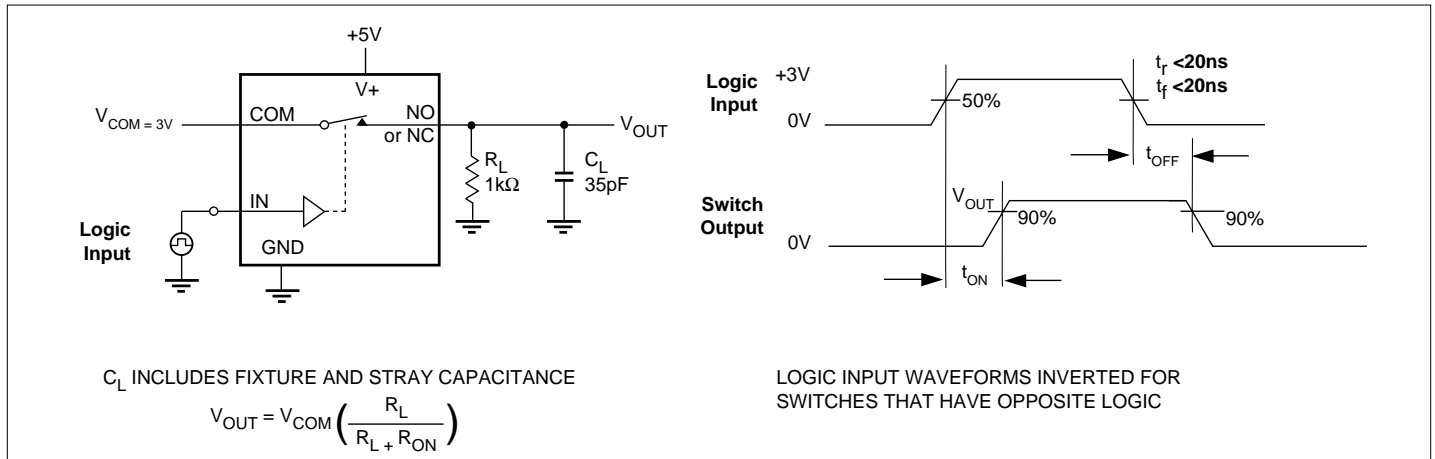 +5V
V+
V_COM = 3V
COM
NO
or NC
V_OUT
R_L
1kΩ
C_L
35pF
IN
Logic
Input
GND
C_L INCLUDES FIXTURE AND STRAY CAPACITANCE
V_OUT = V_COM ( R_L / R_L + R_ON )
Logic
Input
+3V
0V
50%
t_r <20ns
t_f <20ns
t_OFF
Switch
Output
V_OUT
0V
90%
90%
t_ON
LOGIC INPUT WAVEFORMS INVERTED FOR
SWITCHES THAT HAVE OPPOSITE LOGIC